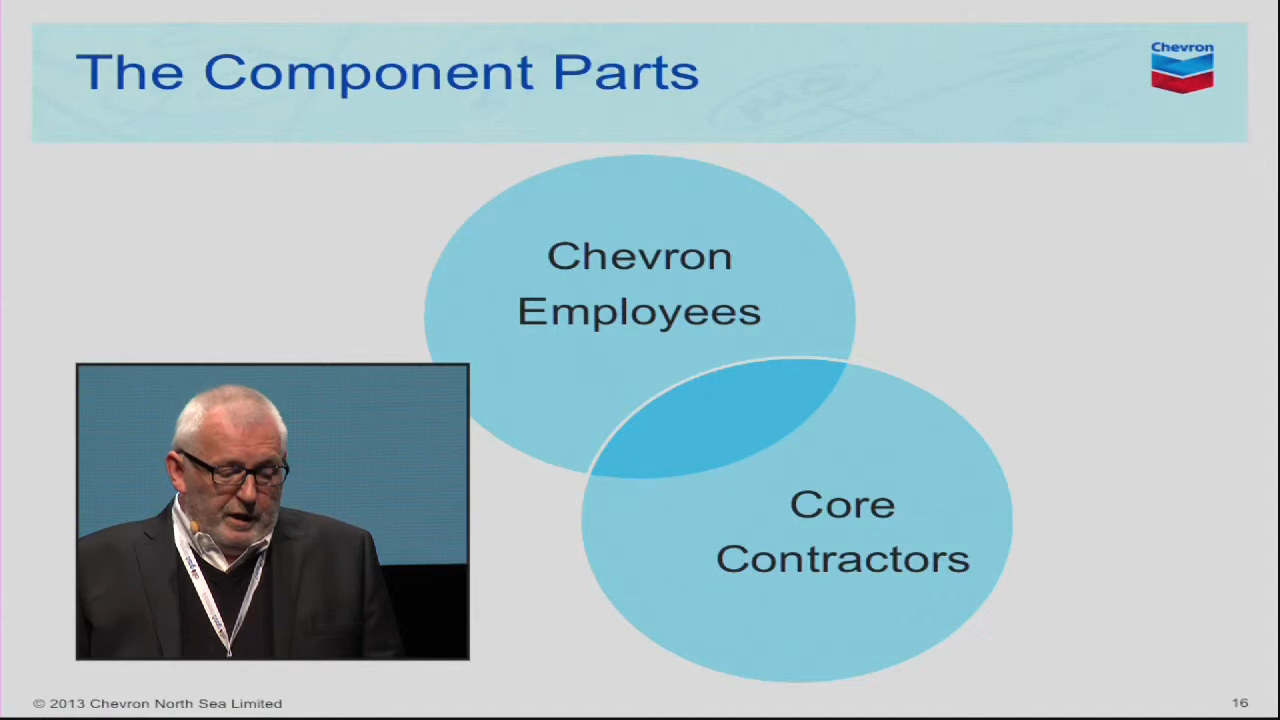 The Component Parts
Chevron
Chevron
Employees
Core
Contractors
© 2013 Chevron North Sea Limited
16